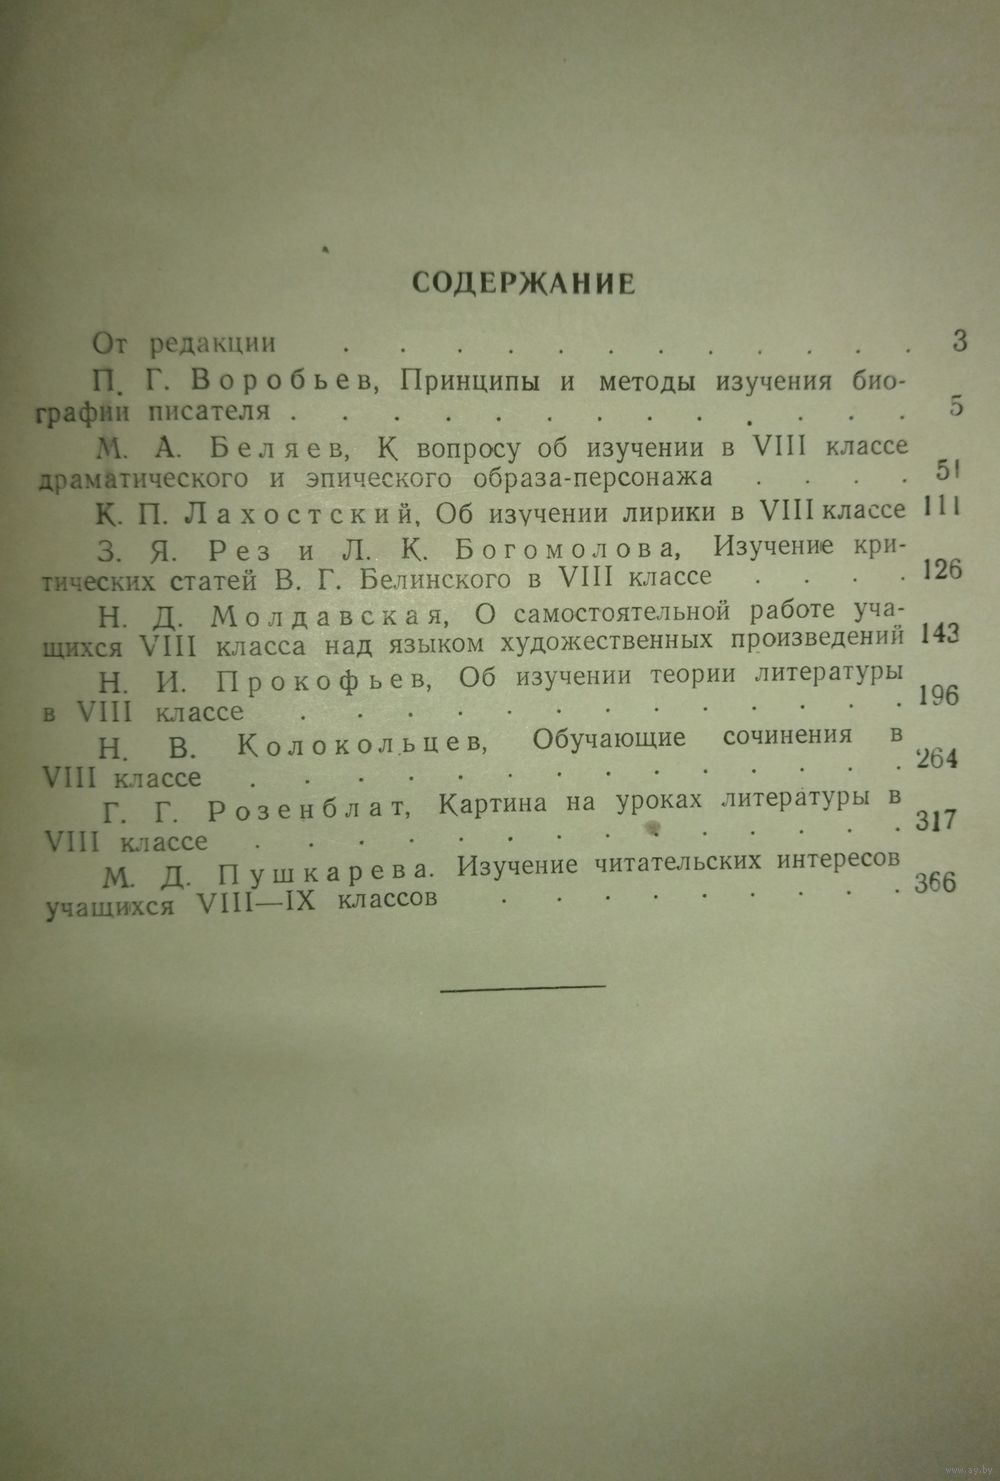 СОДЕРЖАНИЕ
От редакции . . . . . . . . . . . . 3
П. Г. Воробьев, Принципы и методы изучения био-
графии писателя . . . . . . . . . . . . 5
М. А. Беляев, К вопросу об изучении в VIII классе
драматического и эпического образа-персонажа . . . . 51
К. П. Лахостский, Об изучении лирики в VIII классе 111
З. Я. Рез и Л. К. Богомолова, Изучение кри-
тических статей В. Г. Белинского в VIII классе . . . . 126
Н. Д. Молдавская, О самостоятельной работе уча-
щихся VIII класса над языком художественных произведений 143
Н. И. Прокофьев, Об изучении теории литературы
в VIII классе . . . . . . . . . . . . 196
Н. В. Колокольцев, Обучающие сочинения в
VIII классе . . . . . . . . . . . . . 264
Г. Г. Розенблат, Картина на уроках литературы в
VIII классе . . . . . . . . . . . . . 317
М. Д. Пушкарева. Изучение читательских интересов
учащихся VIII—IX классов . . . . . . . . 366
www.ay.by